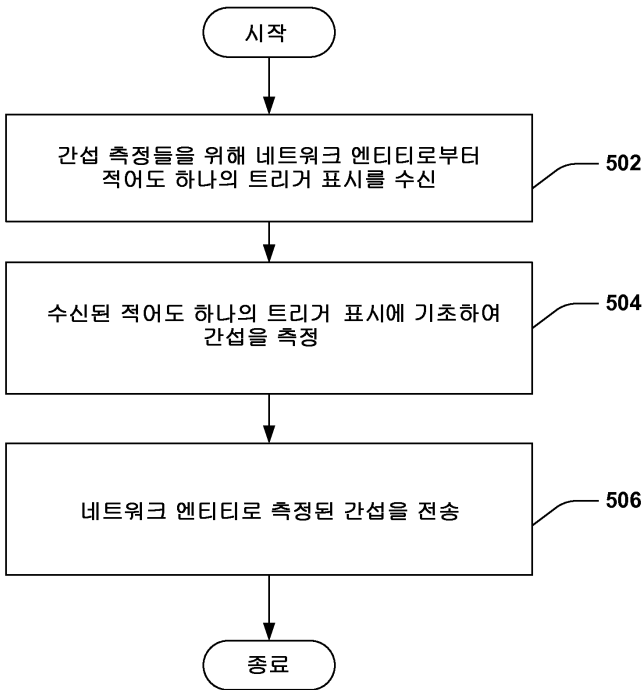 시작
간섭 측정들을 위해 네트워크 엔티티로부터
적어도 하나의 트리거 표시를 수신
502
수신된 적어도 하나의 트리거 표시에 기초하여
간섭을 측정
504
네트워크 엔티티로 측정된 간섭을 전송
506
종료